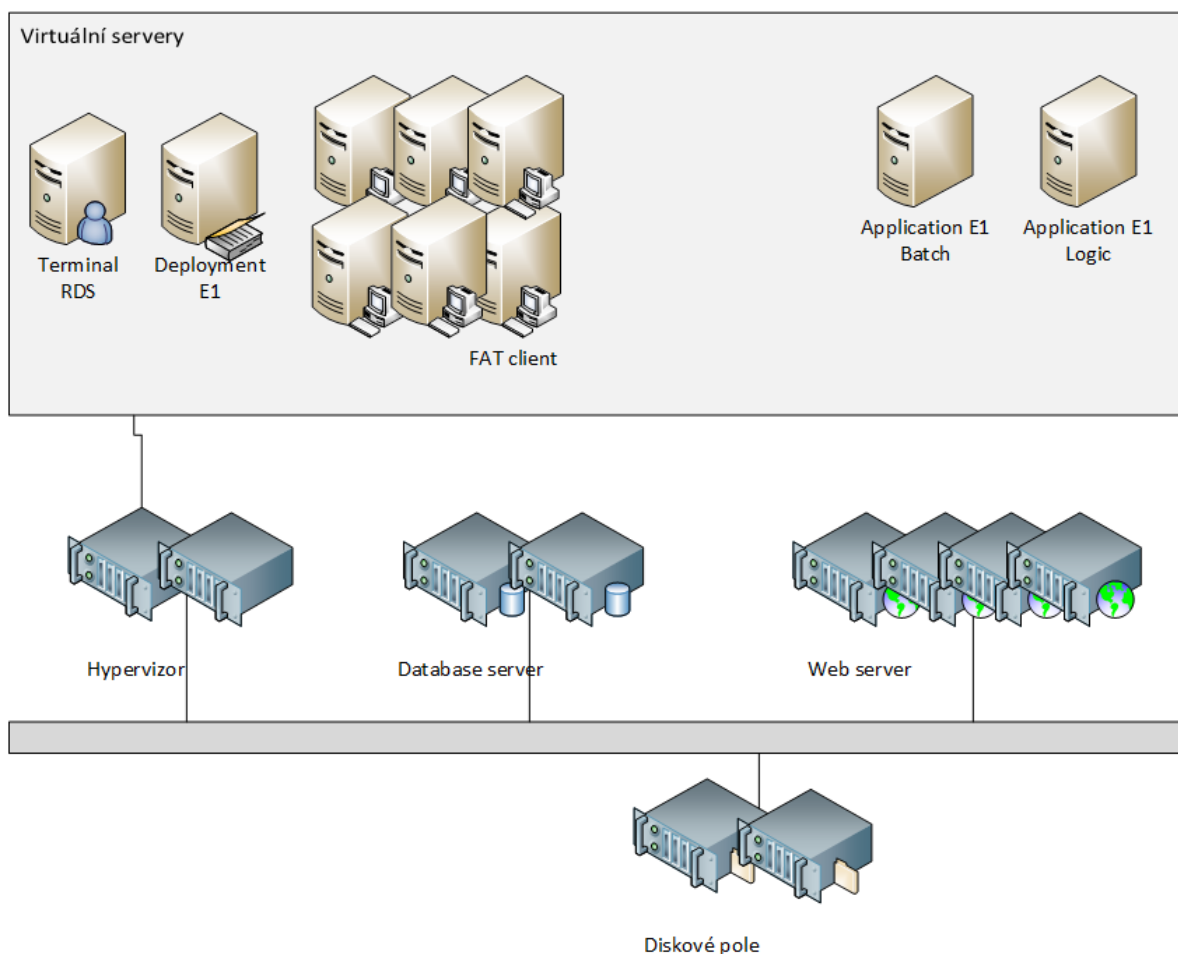 Virtuální servery
Terminal
RDS
Deployment
E1
FAT client
Application E1
Batch
Application E1
Logic
Hypervizor
Database server
Web server
Diskové pole